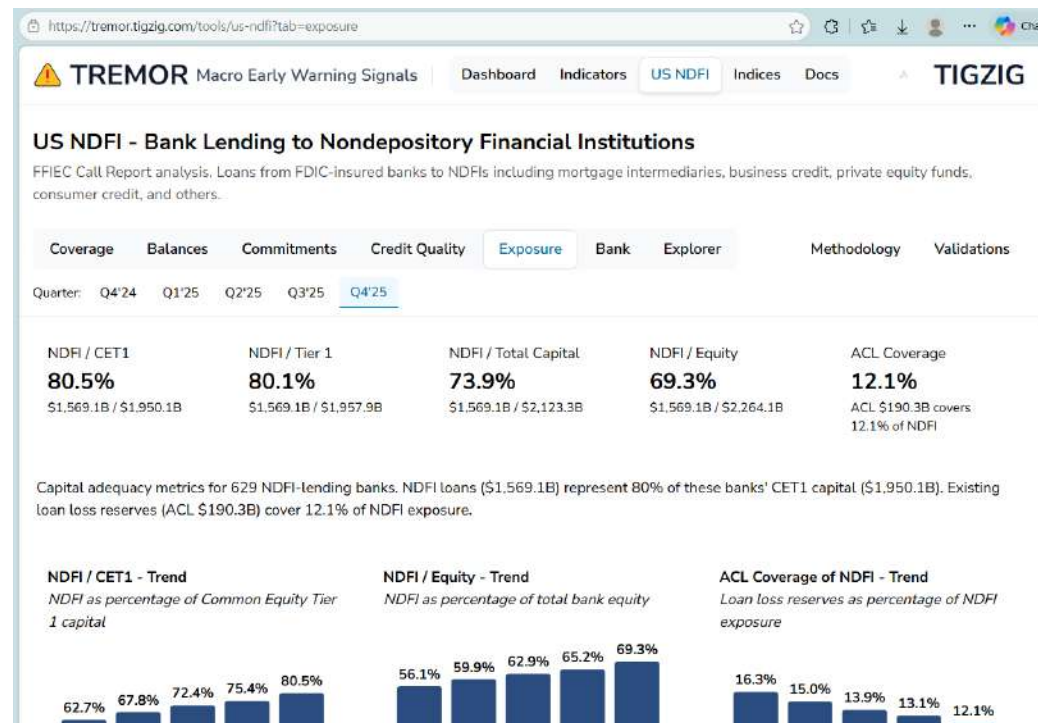 https://tremor.tigzig.com/tools/us-ndfi?tab=exposure
TREMOR Macro Early Warning Signals
Dashboard Indicators US NDFI Indices Docs
TIGZIG
US NDFI - Bank Lending to Nondepository Financial Institutions
FFIEC Call Report analysis. Loans from FDIC-insured banks to NDFIs including mortgage intermediaries, business credit, private equity funds,
consumer credit, and others.
Coverage Balances Commitments Credit Quality Exposure Bank Explorer Methodology Validations
Quarter: Q4'24 Q1'25 Q2'25 Q3'25 Q4'25
NDFI / CET1
80.5%
$1,569.1B / $1,950.1B
NDFI / Tier 1
80.1%
$1,569.1B / $1,957.9B
NDFI / Total Capital
73.9%
$1,569.1B / $2,123.3B
NDFI / Equity
69.3%
$1,569.1B / $2,264.1B
ACL Coverage
12.1%
ACL $190.3B covers
12.1% of NDFI
Capital adequacy metrics for 629 NDFI-lending banks. NDFI loans ($1,569.1B) represent 80% of these banks' CET1 capital ($1,950.1B). Existing
loan loss reserves (ACL $190.3B) cover 12.1% of NDFI exposure.
NDFI / CET1 - Trend
NDFI as percentage of Common Equity Tier
1 capital
62.7% 67.8% 72.4% 75.4% 80.5%
NDFI / Equity - Trend
NDFI as percentage of total bank equity
56.1% 59.9% 62.9% 65.2% 69.3%
ACL Coverage of NDFI - Trend
Loan loss reserves as percentage of NDFI
exposure
16.3% 15.0% 13.9% 13.1% 12.1%